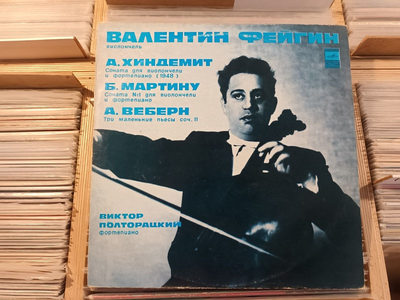 ВАЛЕНТИН ФЕЙГИН
виолончель
А. ХИНДЕМИТ
Соната для виолончели
и фортепиано (1948)
Б. МАРТИНУ
Соната №1 для виолончели
и фортепиано
А. ВЕБЕРН
Три маленькие пьесы соч. 11
ВИКТОР
ПОЛТОРАЦКИЙ
фортепиано